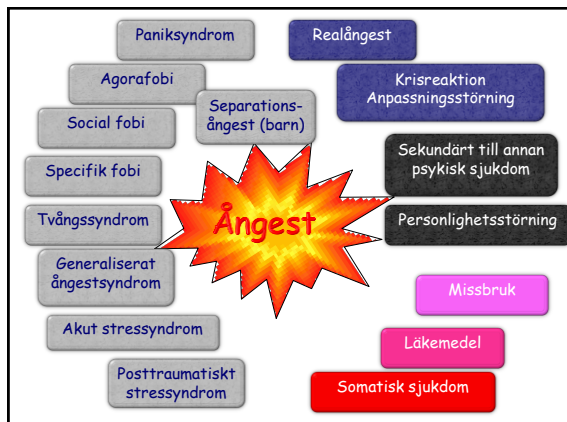 Paniksyndrom
Realångest
Agorafobi
Krisreaktion
Anpassningsstörning
Separations-
ångest (barn)
Social fobi
Sekundärt till annan
psykisk sjukdom
Specifik fobi
Tvångssyndrom
Ångest
Personlighetsstörning
Generaliserat
ångestsyndrom
Missbruk
Akut stressyndrom
Läkemedel
Posttraumatiskt
stressyndrom
Somatisk sjukdom